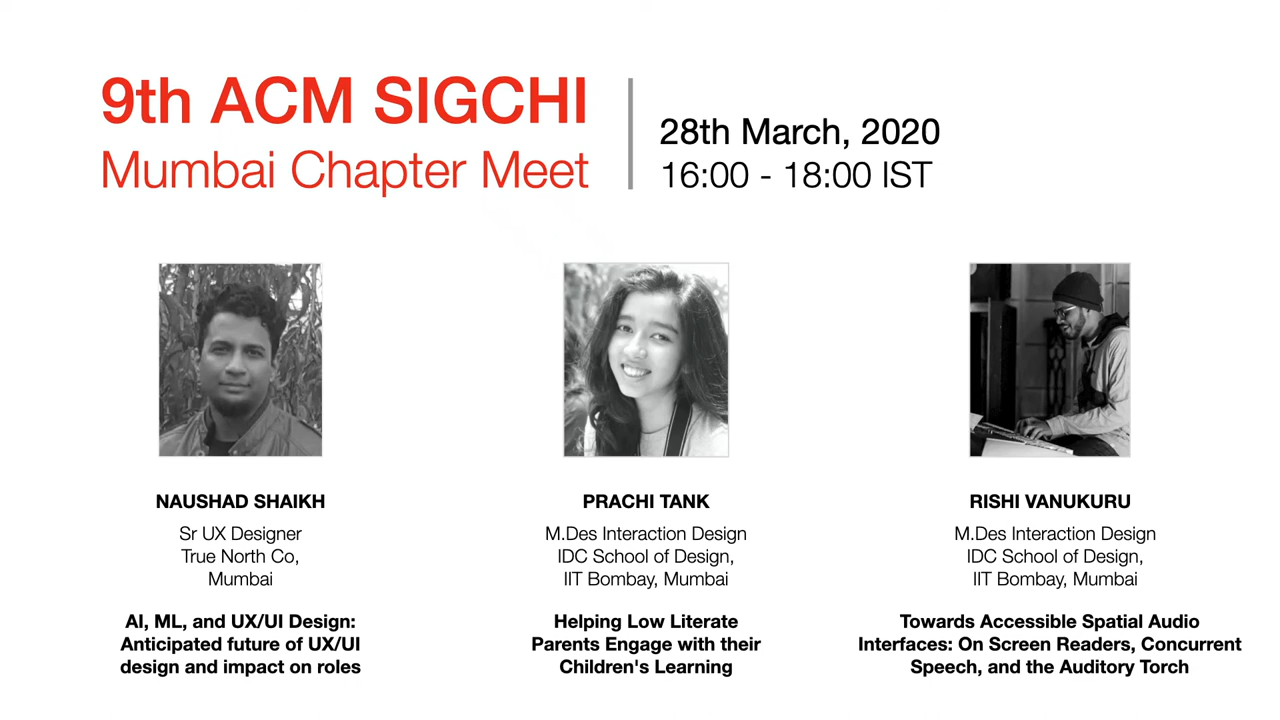 9th ACM SIGCHI
Mumbai Chapter Meet
28th March, 2020
16:00 - 18:00 IST
NAUSHAD SHAIKH
Sr UX Designer
True North Co,
Mumbai
AI, ML, and UX/UI Design:
Anticipated future of UX/UI
design and impact on roles
PRACHI TANK
M.Des Interaction Design
IDC School of Design,
IIT Bombay, Mumbai
Helping Low Literate
Parents Engage with their
Children's Learning
RISHI VANUKURU
M.Des Interaction Design
IDC School of Design,
IIT Bombay, Mumbai
Towards Accessible Spatial Audio
Interfaces: On Screen Readers, Concurrent
Speech, and the Auditory Torch